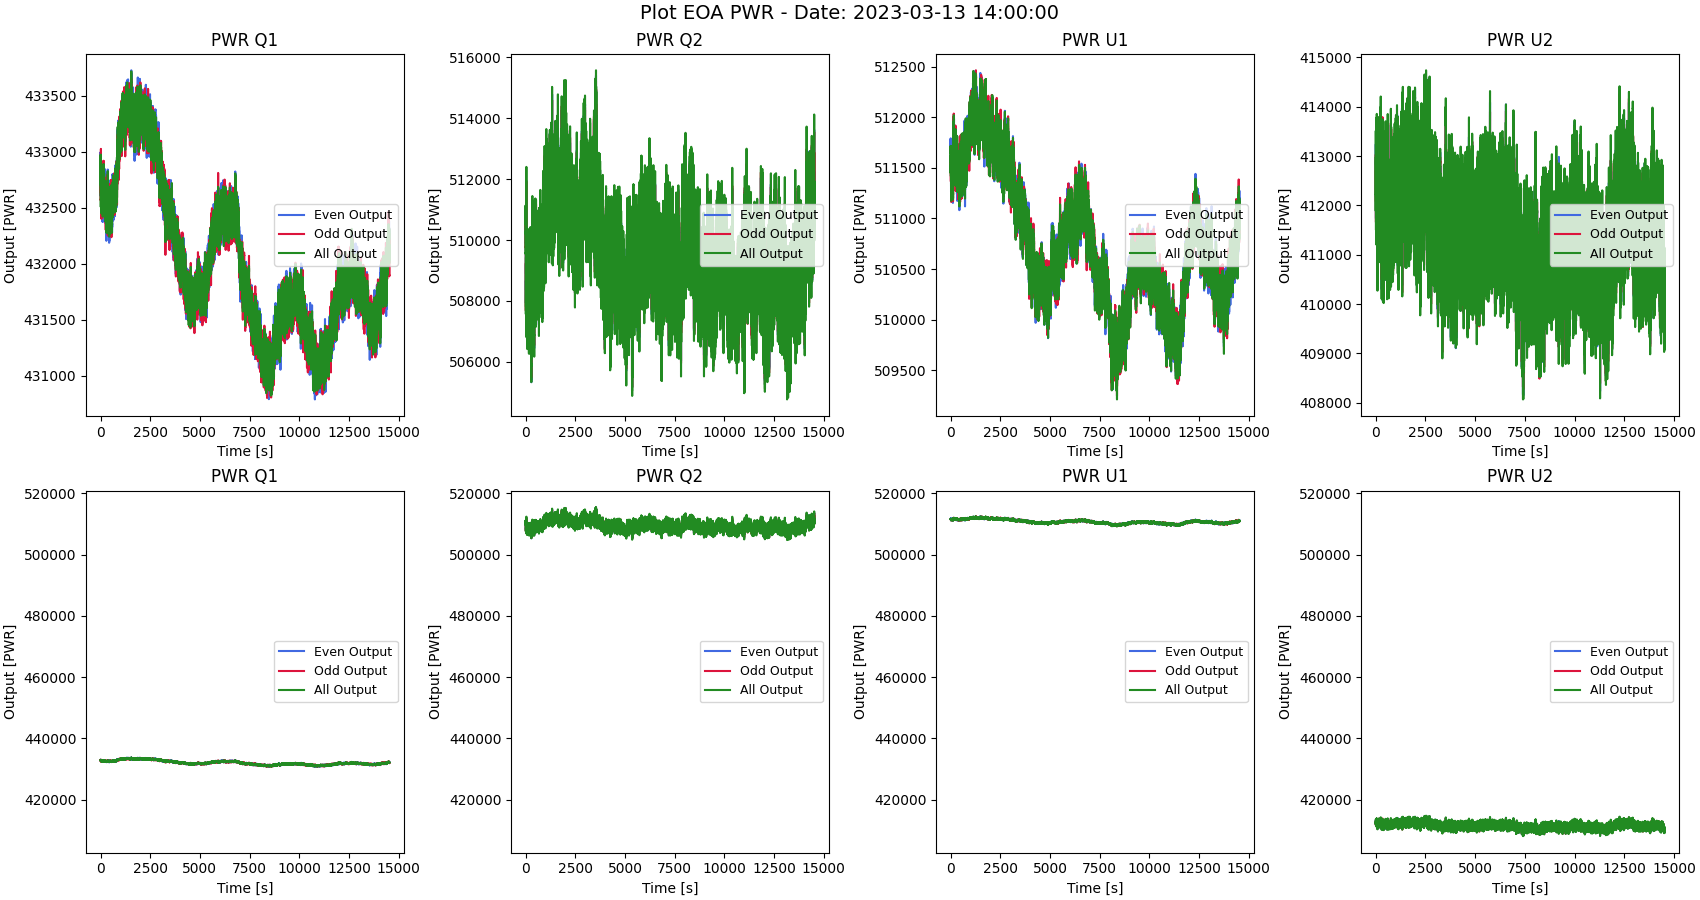 Plot EOA PWR - Date: 2023-03-13 14:00:00
PWR Q1
PWR Q2
PWR U1
PWR U2
Output [PWR]
433500
433000
432500
432000
431500
431000
Even Output
Odd Output
All Output
0 2500 5000 7500 10000 12500 15000
Time [s]
Output [PWR]
516000
514000
512000
510000
508000
506000
Even Output
Odd Output
All Output
0 2500 5000 7500 10000 12500 15000
Time [s]
Output [PWR]
512500
512000
511500
511000
510500
510000
509500
Even Output
Odd Output
All Output
0 2500 5000 7500 10000 12500 15000
Time [s]
Output [PWR]
415000
414000
413000
412000
411000
410000
409000
408000
Even Output
Odd Output
All Output
0 2500 5000 7500 10000 12500 15000
Time [s]
PWR Q1
PWR Q2
PWR U1
PWR U2
Output [PWR]
520000
500000
480000
460000
440000
420000
Even Output
Odd Output
All Output
0 2500 5000 7500 10000 12500 15000
Time [s]
Output [PWR]
520000
500000
480000
460000
440000
420000
Even Output
Odd Output
All Output
0 2500 5000 7500 10000 12500 15000
Time [s]
Output [PWR]
520000
500000
480000
460000
440000
420000
Even Output
Odd Output
All Output
0 2500 5000 7500 10000 12500 15000
Time [s]
Output [PWR]
520000
500000
480000
460000
440000
420000
Even Output
Odd Output
All Output
0 2500 5000 7500 10000 12500 15000
Time [s]